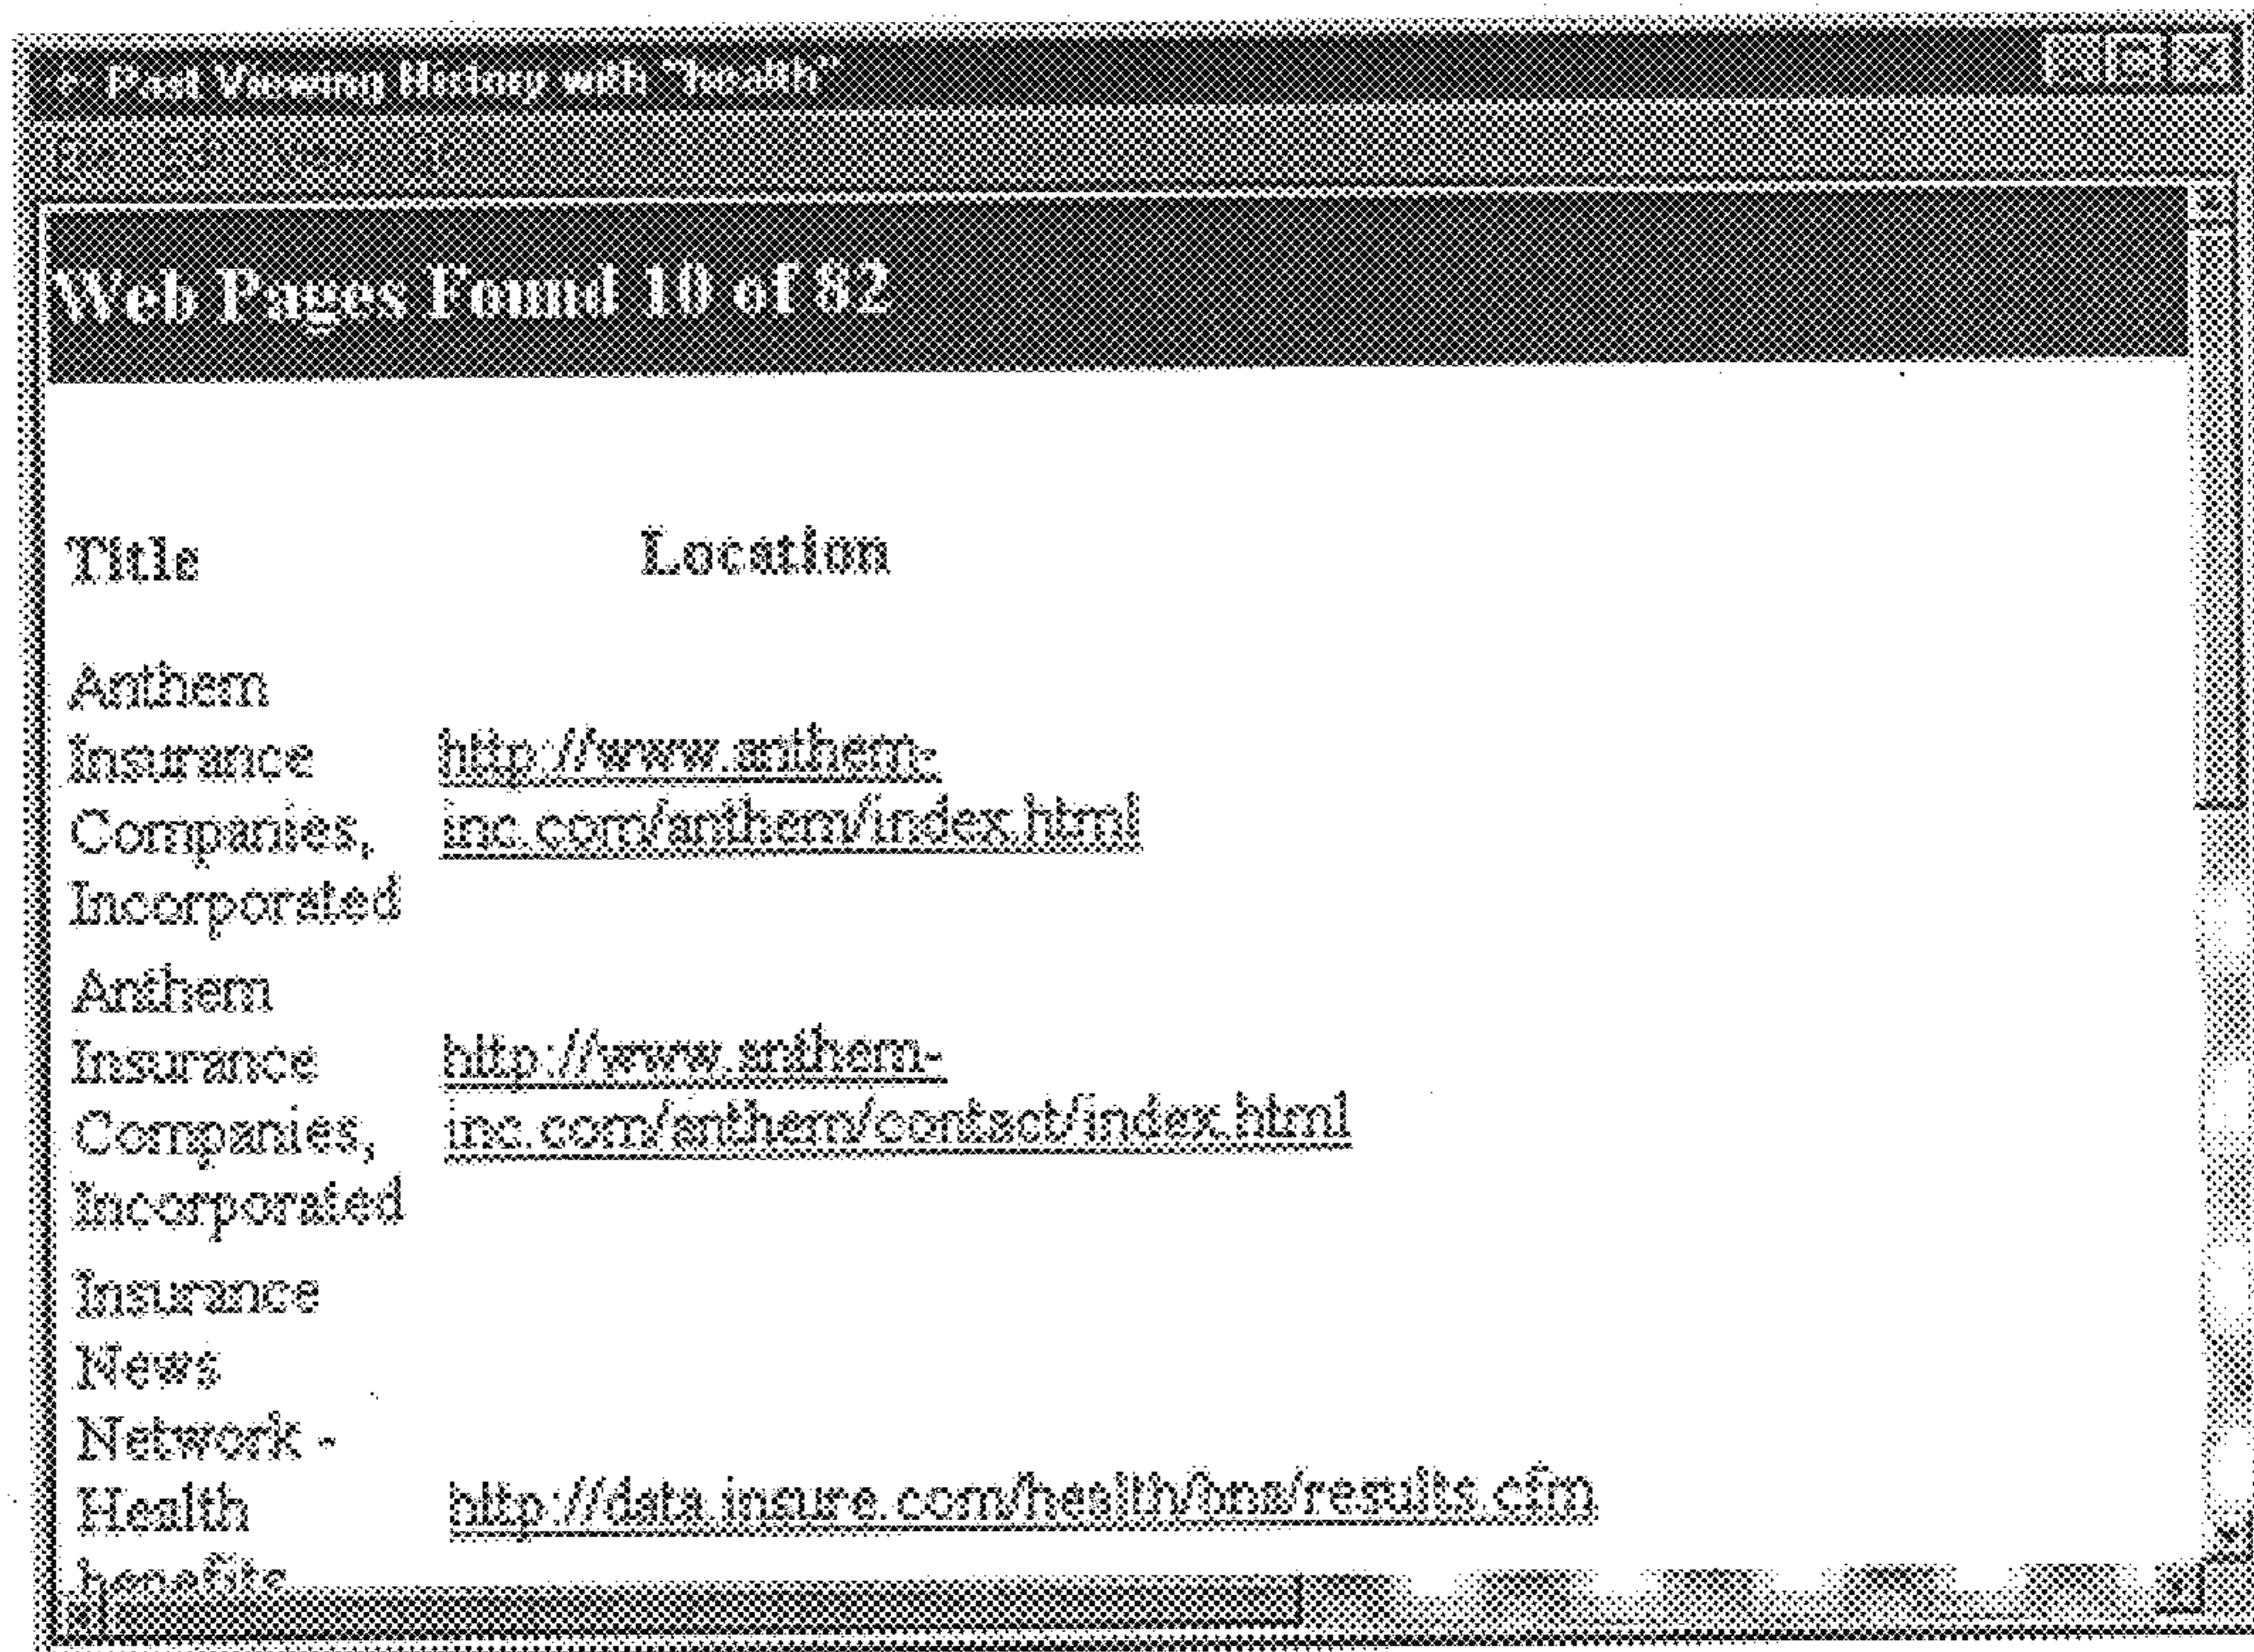 Past Viewing History with "health"
Web Pages Found 10 of 82
Title Location
Anthem
Insurance http://www.anthem-
Companies, inc.com/anthem/index.html
Incorporated
Anthem
Insurance http://www.anthem-
Companies, inc.com/anthem/contact/index.html
Incorporated
Insurance
News
Network -
Health http://data.insure.com/health/bna/results.cfm
benefits